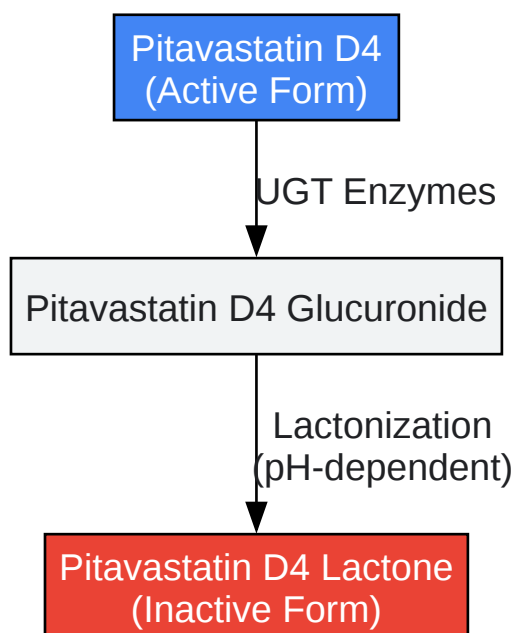 Pitavastatin D4
(Active Form)
UGT Enzymes
Pitavastatin D4 Glucuronide
Lactonization
(pH-dependent)
Pitavastatin D4 Lactone
(Inactive Form)